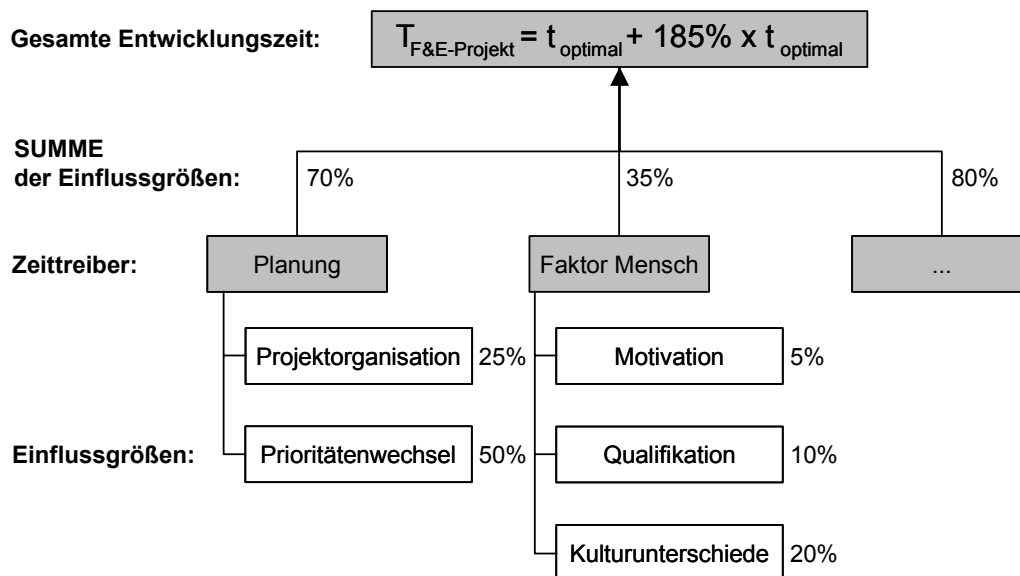 Gesamte Entwicklungszeit:
T F&E-Projekt = t optimal + 185% x t optimal
SUMME
der Einflussgrößen:
70%
35%
80%
Zeittreiber:
Planung
Faktor Mensch
...
Projektorganisation 25%
Motivation 5%
Einflussgrößen:
Prioritätenwechsel 50%
Qualifikation 10%
Kulturunterschiede 20%